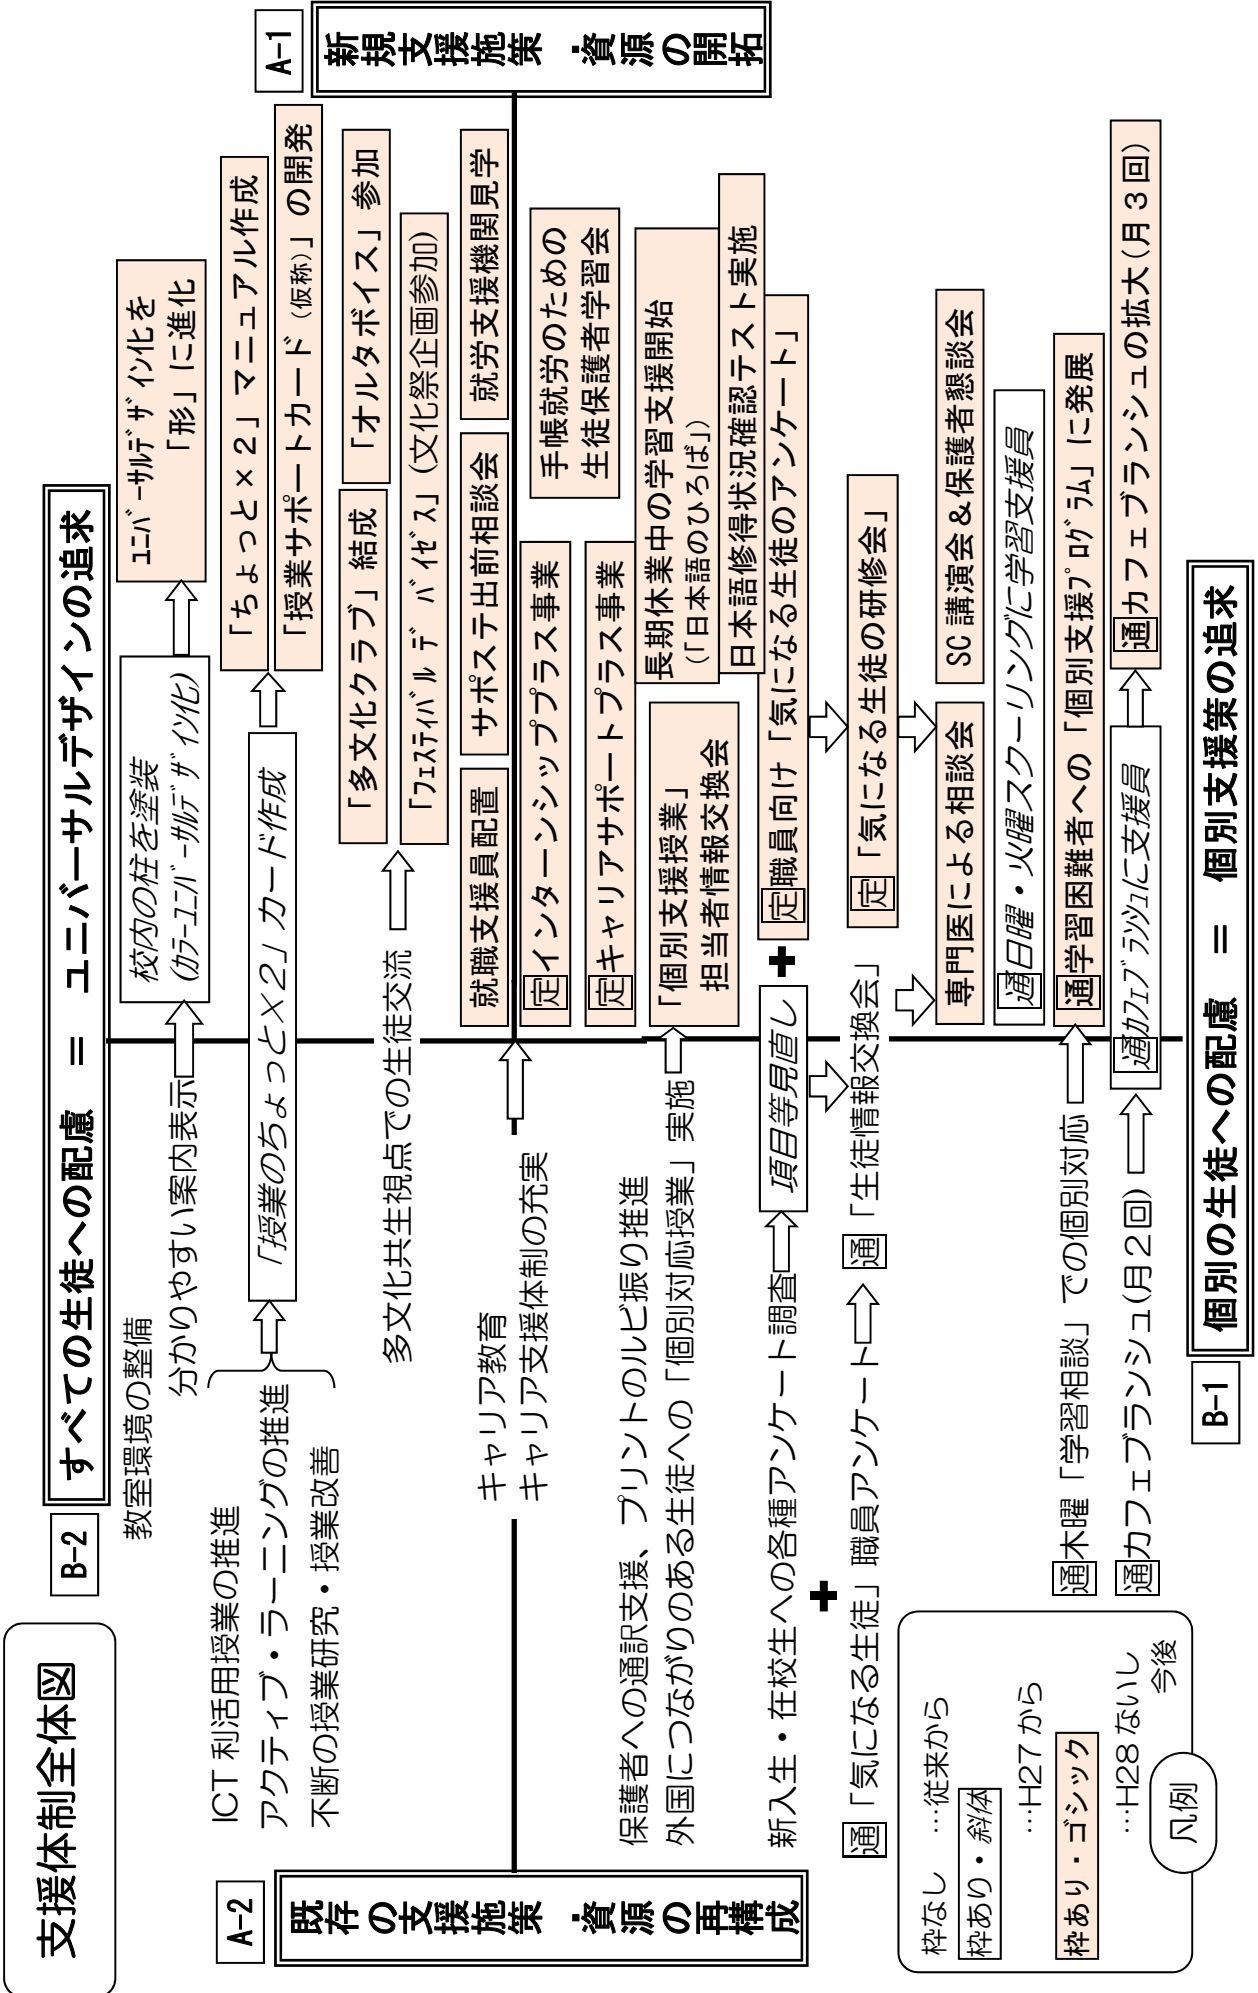 支援体制全体図
B-2
すべての生徒への配慮　＝　ユニバーサルデザインの追求
A-1
新規支援施策・資源の開拓
A-2
既存の支援施策・資源の再構成
B-1
個別の生徒への配慮　＝　個別支援策の追求
教室環境の整備
分かりやすい案内表示
校内の柱を塗装
(ｶﾗｰﾕﾆﾊﾞｰｻﾙﾃﾞｻﾞｲﾝ化)
ﾕﾆﾊﾞｰｻﾙﾃﾞｻﾞｲﾝ化を
「形」に進化
ICT 利活用授業の推進
アクティブ・ラーニングの推進
不断の授業研究・授業改善
「授業のちょっと×２」カード作成
「ちょっと×２」マニュアル作成
「授業サポートカード（仮称）」の開発
多文化共生視点での生徒交流
「多文化クラブ」結成
「オルタボイス」参加
「ﾌｪｽﾃｨﾊﾞﾙ ﾃﾞ ﾊﾞｲｾﾞｽ」(文化祭企画参加)
キャリア教育
キャリア支援体制の充実
就職支援員配置
サポステ出前相談会
就労支援機関見学
定インターンシッププラス事業
定キャリアサポートプラス事業
手帳就労のための
生徒保護者学習会
保護者への通訳支援、プリントのルビ振り推進
外国につながりのある生徒への「個別対応授業」実施
「個別支援授業」
担当者情報交換会
長期休業中の学習支援開始
（「日本語のひろば」）
日本語修得状況確認テスト実施
新入生・在校生への各種アンケート調査
項目等見直し
＋
定職員向け「気になる生徒のアンケート」
＋
通「気になる生徒」職員アンケート
通「生徒情報交換会」
定「気になる生徒の研修会」
専門医による相談会
SC 講演会＆保護者懇談会
通日曜・火曜スクーリングに学習支援員
通木曜「学習相談」での個別対応
通学習困難者への「個別支援ﾌﾟﾛｸﾞﾗﾑ」に発展
通カフェブランシュ(月２回)
通ｶﾌｪﾌﾞﾗﾝｼｭに支援員
通カフェブランシュの拡大(月３回)
枠なし　…従来から
枠あり・斜体
…H27 から
枠あり・ゴシック
…H28 ないし
今後
凡例